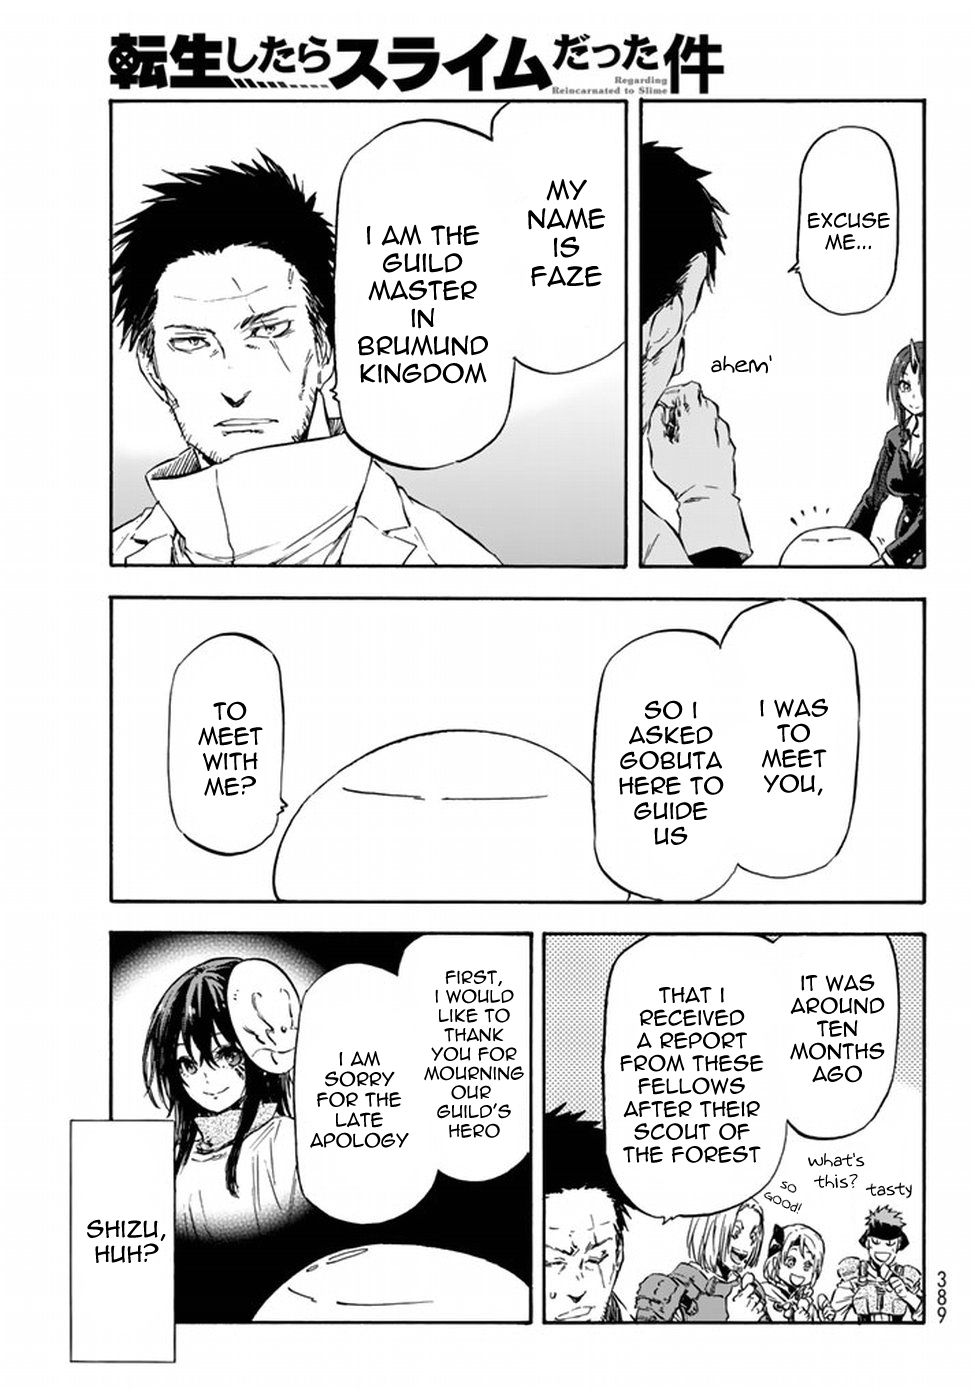 転生したらスライムだった件
Regarding
Reincarnated to Slime
EXCUSE
ME...
ahem'
MY
NAME
IS
FAZE
I AM THE
GUILD
MASTER
IN
BRUMUND
KINGDOM
I WAS
TO
MEET
YOU,
SO I
ASKED
GOBUTA
HERE TO
GUIDE
US
TO
MEET
WITH
ME?
IT WAS
AROUND
TEN
MONTHS
AGO
THAT I
RECEIVED
A REPORT
FROM THESE
FELLOWS
AFTER THEIR
SCOUT OF
THE FOREST
so
GOOD!
what's
this?
tasty
FIRST,
I WOULD
LIKE TO
THANK
YOU FOR
MOURNING
OUR
GUILD'S
HERO
I AM
SORRY
FOR THE
LATE
APOLOGY
SHIZU,
HUH?
389